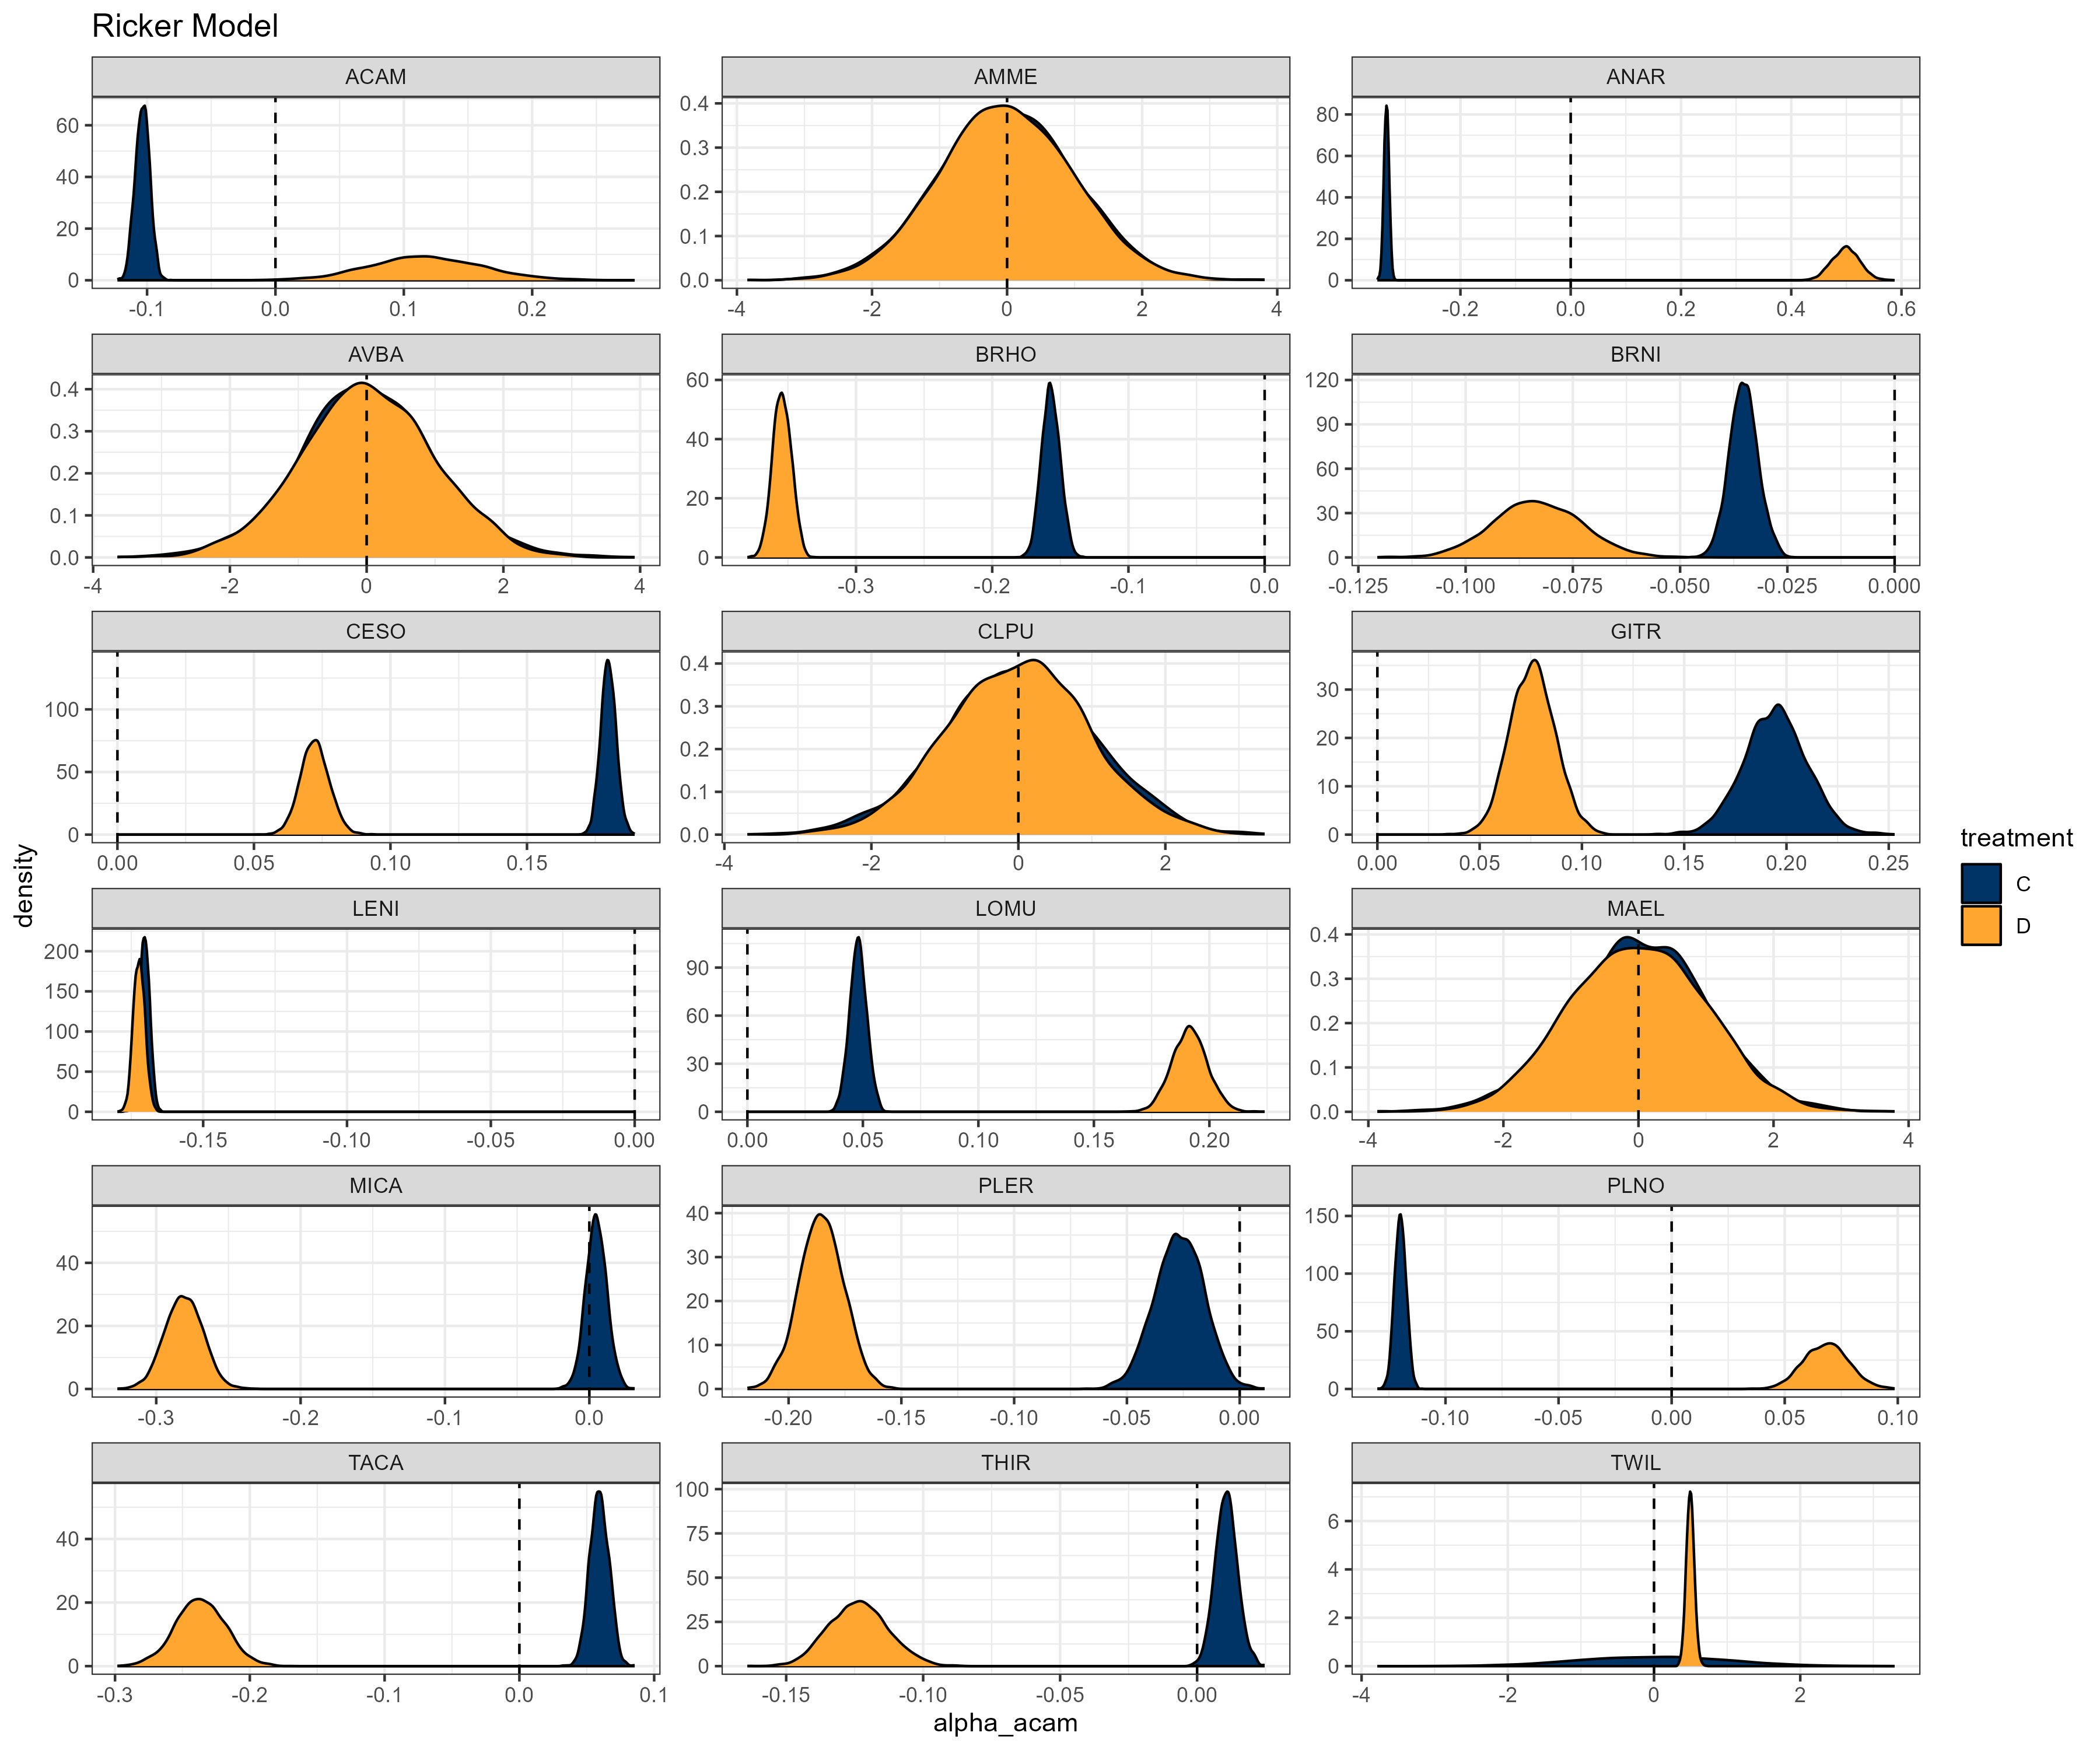 Ricker Model
ACAM AMME ANAR
60 40 20 0
-0.1 0.0 0.1 0.2
0.4 0.3 0.2 0.1 0.0
-4 -2 0 2 4
80 60 40 20 0
-0.2 0.0 0.2 0.4 0.6
AVBA BRHO BRNI
0.4 0.3 0.2 0.1 0.0
-4 -2 0 2 4
60 40 20 0
-0.3 -0.2 -0.1 0.0
120 90 60 30 0
-0.125 -0.100 -0.075 -0.050 -0.025 0.000
CESO CLPU GITR
100 50 0
0.00 0.05 0.10 0.15
0.4 0.3 0.2 0.1 0.0
-4 -2 0 2
30 20 10 0
0.00 0.05 0.10 0.15 0.20 0.25
density
treatment
C
D
LENI LOMU MAEL
200 150 100 50 0
-0.15 -0.10 -0.05 0.00
90 60 30 0
0.00 0.05 0.10 0.15 0.20
0.4 0.3 0.2 0.1 0.0
-4 -2 0 2 4
MICA PLER PLNO
40 20 0
-0.3 -0.2 -0.1 0.0
40 30 20 10 0
-0.20 -0.15 -0.10 -0.05 0.00
150 100 50 0
-0.10 -0.05 0.00 0.05 0.10
TACA THIR TWIL
40 20 0
-0.3 -0.2 -0.1 0.0 0.1
100 75 50 25 0
-0.15 -0.10 -0.05 0.00
6 4 2 0
-4 -2 0 2
alpha_acam